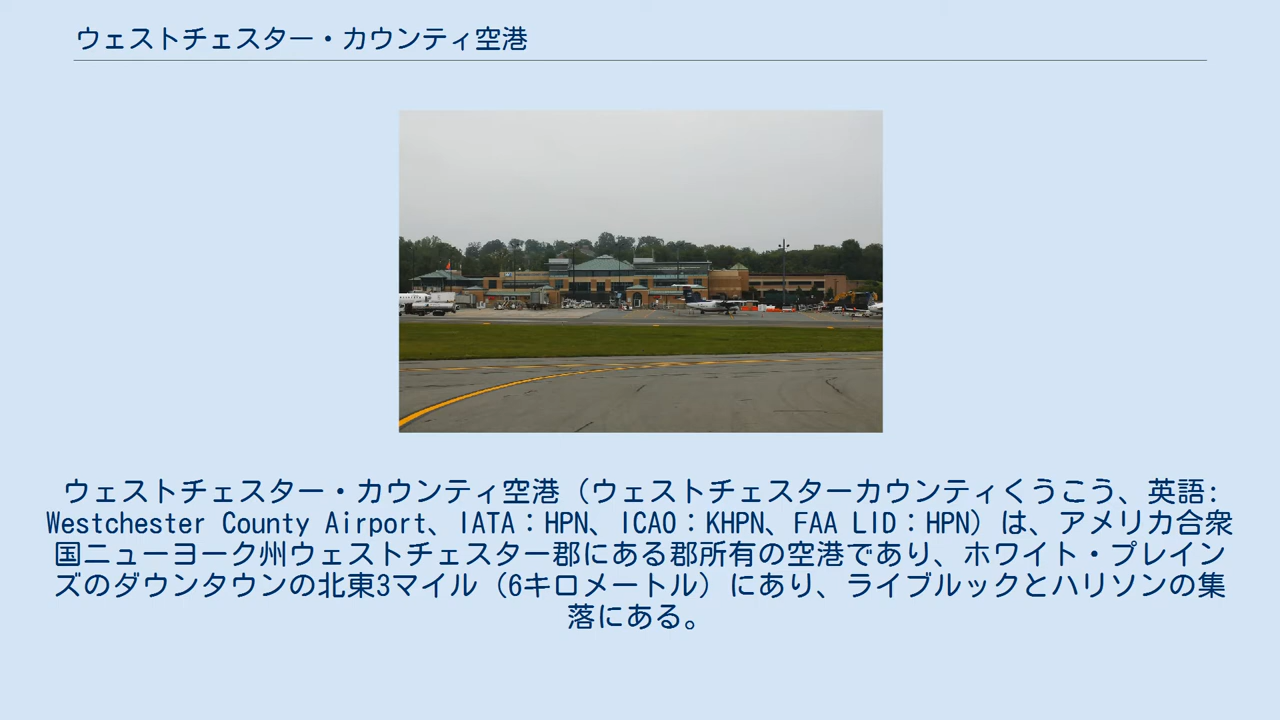 ウェストチェスター・カウンティ空港
ウェストチェスター・カウンティ空港（ウェストチェスターカウンティくうこう、英語:
Westchester County Airport、IATA：HPN、ICAO：KHPN、FAA LID：HPN）は、アメリカ合衆
国ニューヨーク州ウェストチェスター郡にある郡所有の空港であり、ホワイト・プレイン
ズのダウンタウンの北東3マイル（6キロメートル）にあり、ライブルックとハリソンの集
落にある。